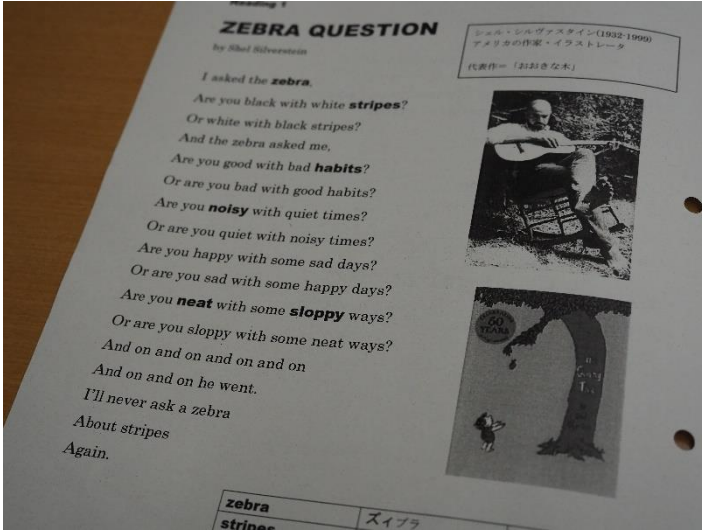 Reading 1
ZEBRA QUESTION
by Shel Silverstein
I asked the zebra,
Are you black with white stripes?
Or white with black stripes?
And the zebra asked me,
Are you good with bad habits?
Or are you bad with good habits?
Are you noisy with quiet times?
Or are you quiet with noisy times?
Are you happy with some sad days?
Or are you sad with some happy days?
Are you neat with some sloppy ways?
Or are you sloppy with some neat ways?
And on and on and on and on
And on and on he went.
I'll never ask a zebra
About stripes
Again.
シェル・シルヴァスタイン(1932-1999)
アメリカの作家・イラストレータ
代表作=「おおきな木」
60
YEARS
zebra
ズィブラ
stripes